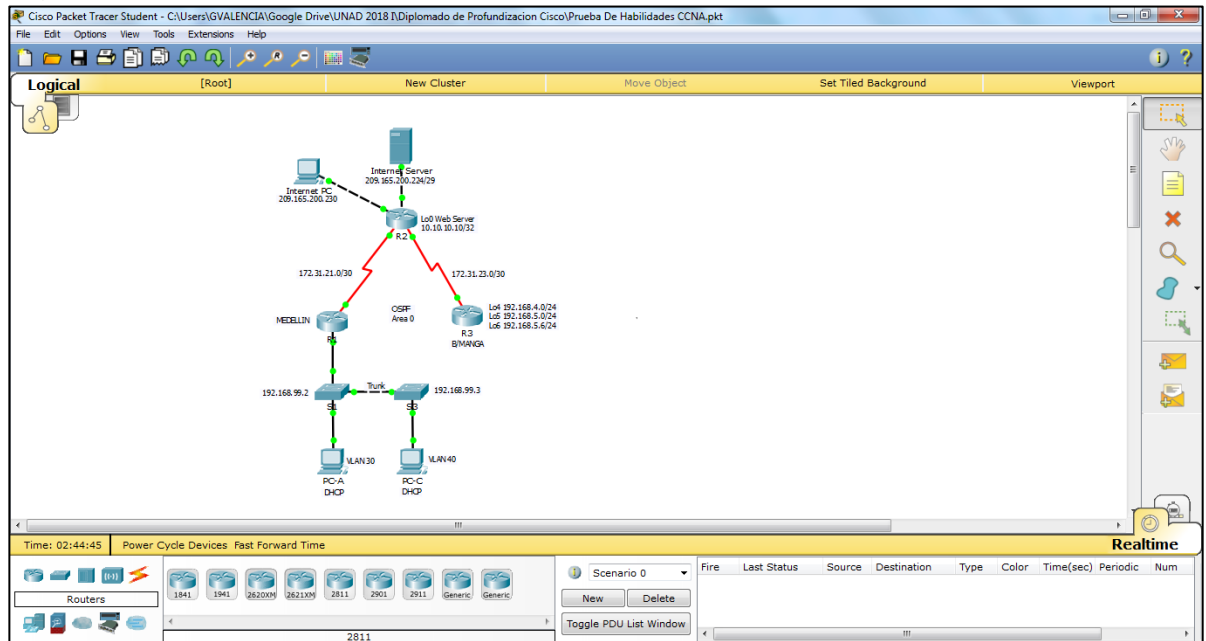 Cisco Packet Tracer Student - C:\Users\GVALENCIA\Google Drive\UNAD 2018 I\Diplomado de Profundizacion Cisco\Prueba De Habilidades CCNA.pkt
File Edit Options View Tools Extensions Help
Logical [Root] New Cluster Move Object Set Tiled Background Viewport
Internet Server
209.165.200.224/29
Internet PC
209.165.200.230
Lo0 Web Server
10.10.10.10/32
R2
172.31.21.0/30
172.31.23.0/30
MEDELLIN
R1
OSPF
Area 0
Lo4 192.168.4.0/24
Lo5 192.168.5.0/24
Lo6 192.168.5.6/24
R3
B/MANGA
192.168.99.2
Trunk
192.168.99.3
S1
S3
VLAN30
VLAN40
PC-A
DHCP
PC-C
DHCP
Time: 02:44:45 Power Cycle Devices Fast Forward Time
Realtime
Routers
1841 1941 2620XM 2621XM 2811 2901 2911 Generic Generic
2811
Scenario 0
New Delete
Toggle PDU List Window
Fire Last Status Source Destination Type Color Time(sec) Periodic Num